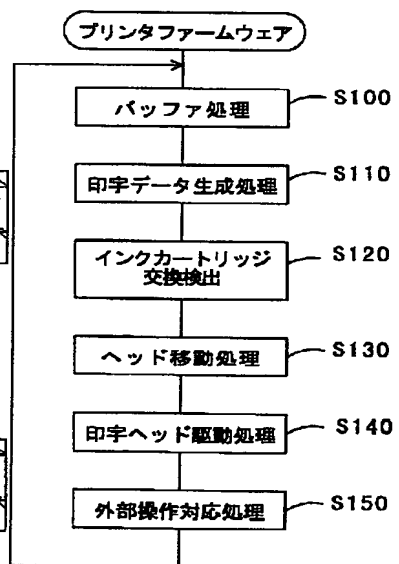 プリンタファームウェア
バッファ処理
S100
印字データ生成処理
S110
インクカートリッジ
交換検出
S120
ヘッド移動処理
S130
印字ヘッド駆動処理
S140
外部操作対応処理
S150